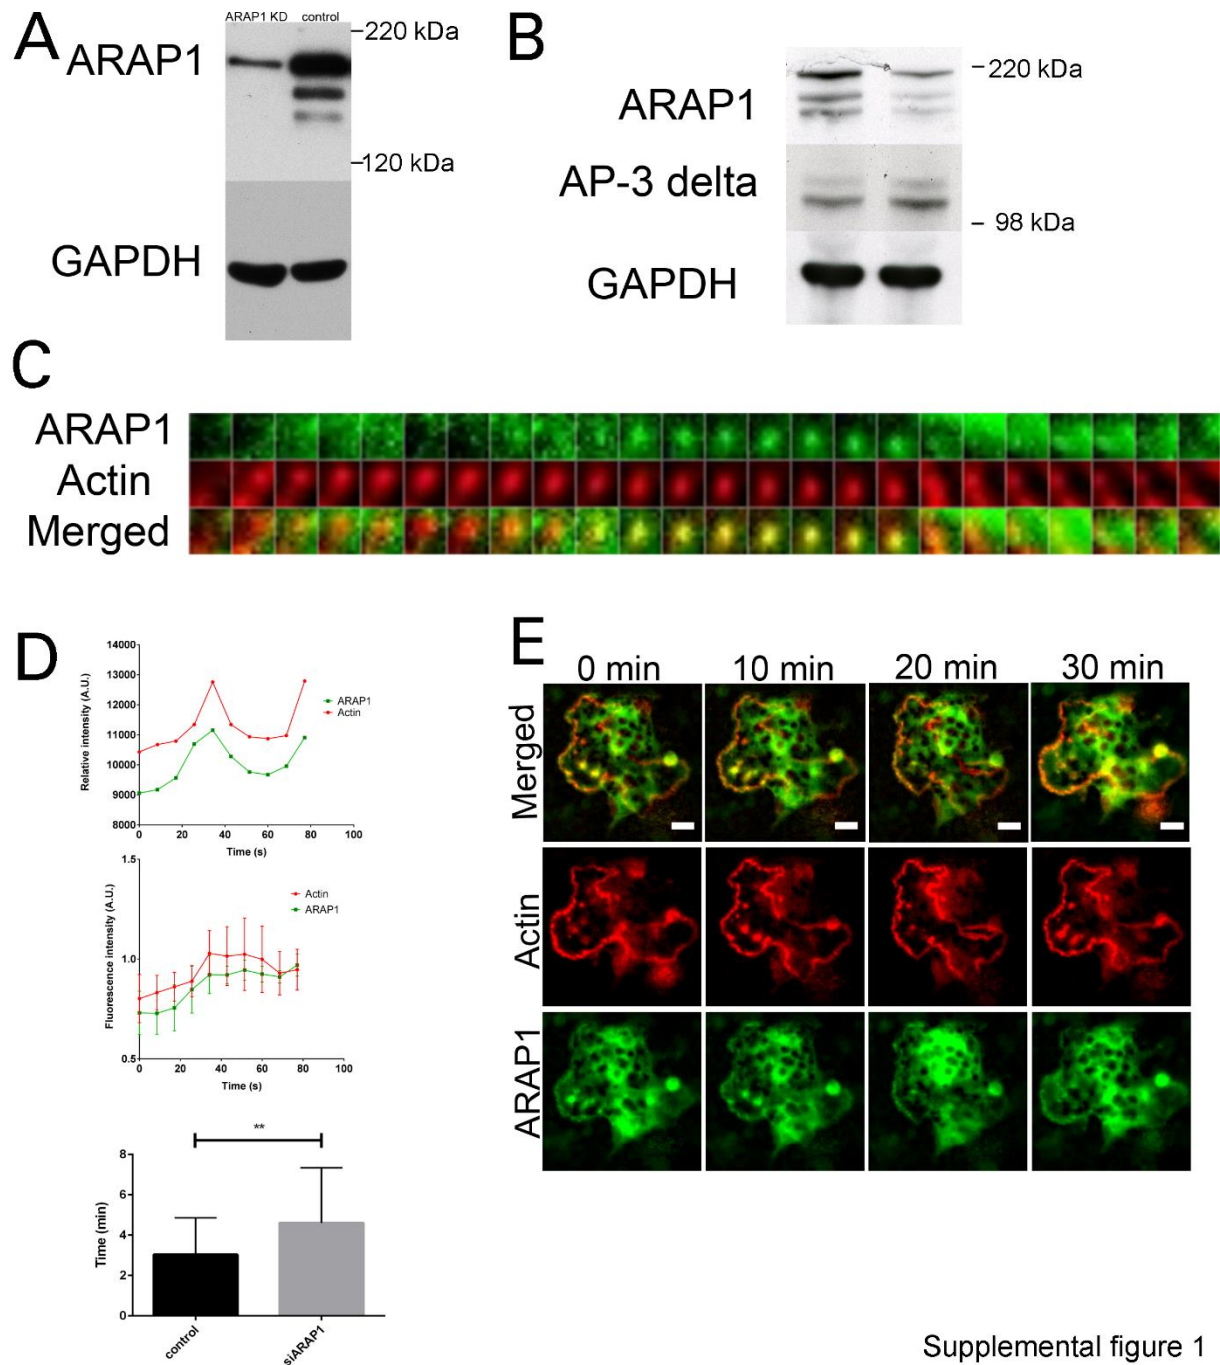 A
ARAP1 KD control
220 kDa
ARAP1
120 kDa
GAPDH
B
220 kDa
ARAP1
AP-3 delta
98 kDa
GAPDH
C
ARAP1
Actin
Merged
D
14000
13000
12000
11000
10000
9000
8000
Relative intensity (A.U.)
ARAP1
Actin
0 20 40 60 80 100
Time (s)
1.5
1.0
0.5
Fluorescence intensity (A.U.)
Actin
ARAP1
0 20 40 60 80 100
Time (s)
**
8
6
4
2
0
Time (min)
control
siARAP1
E
0 min 10 min 20 min 30 min
Merged
Actin
ARAP1
Supplemental figure 1